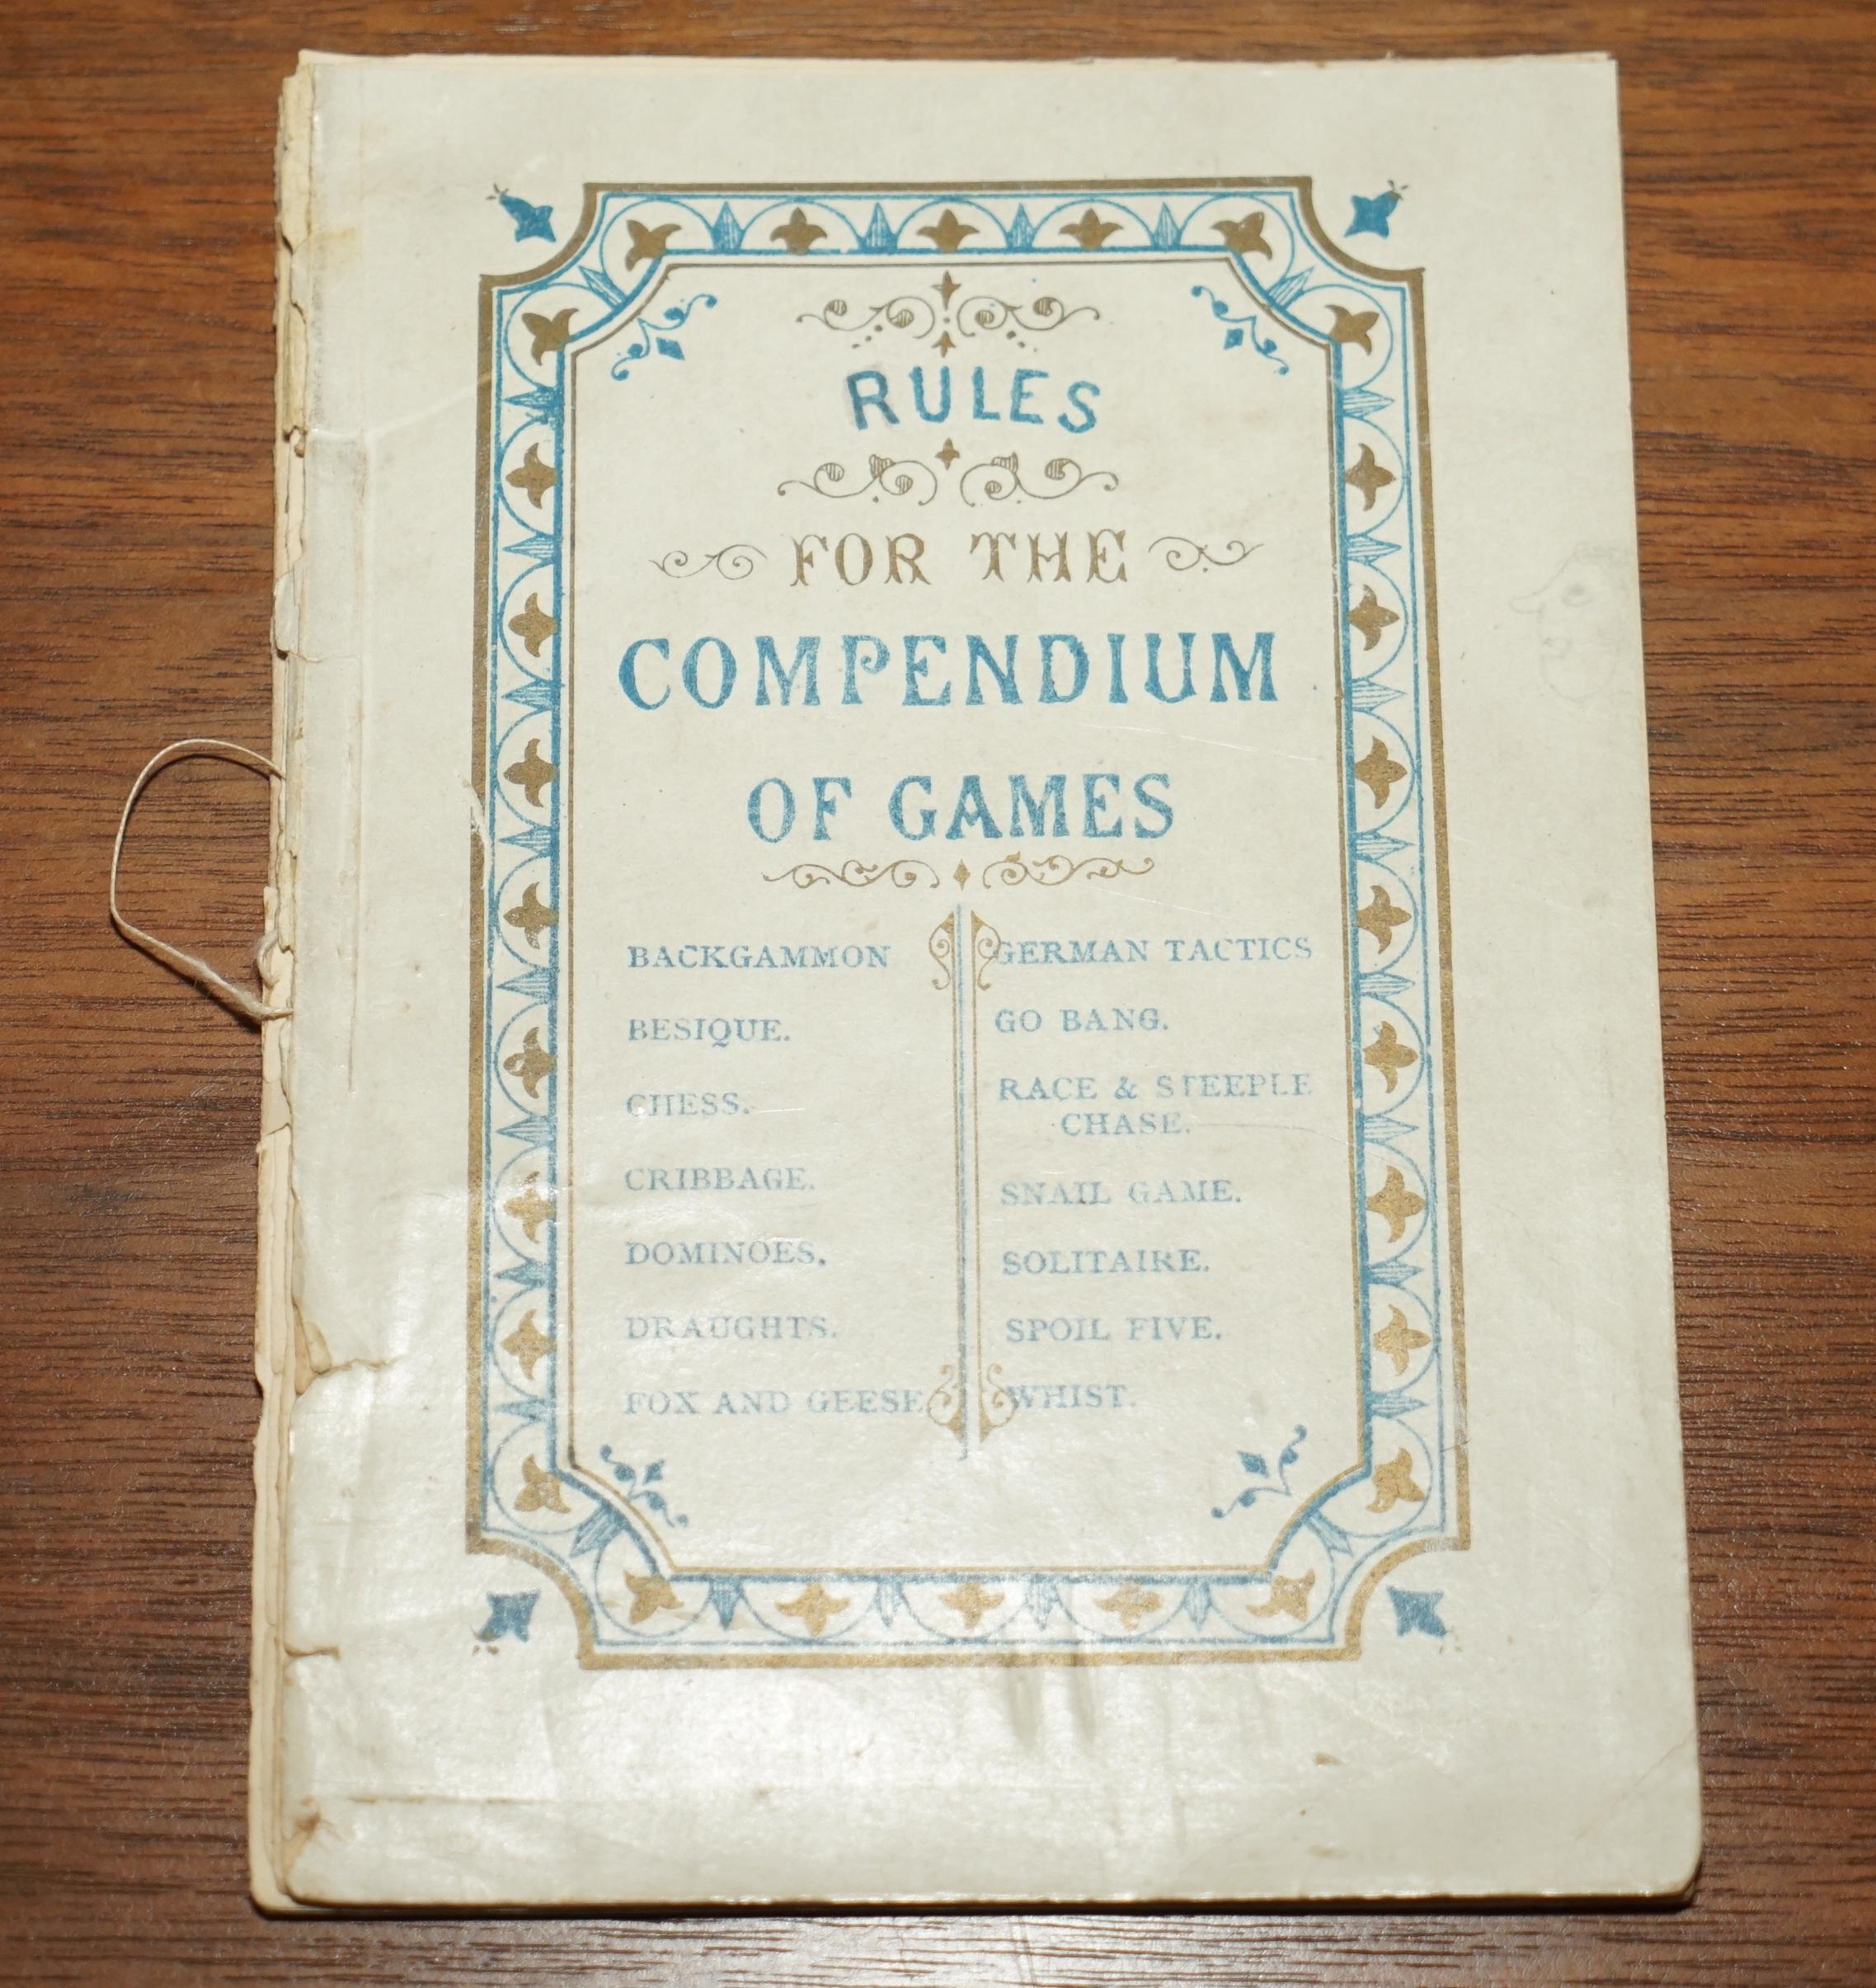 RULES
FOR THE
COMPENDIUM
OF GAMES
BACKGAMMON
BESIQUE.
CHESS.
CRIBBAGE.
DOMINOES.
DRAUGHTS.
FOX AND GEESE
GERMAN TACTICS
GO BANG.
RACE & STEEPLE
CHASE.
SNAIL GAME.
SOLITAIRE.
SPOIL FIVE.
WHIST.